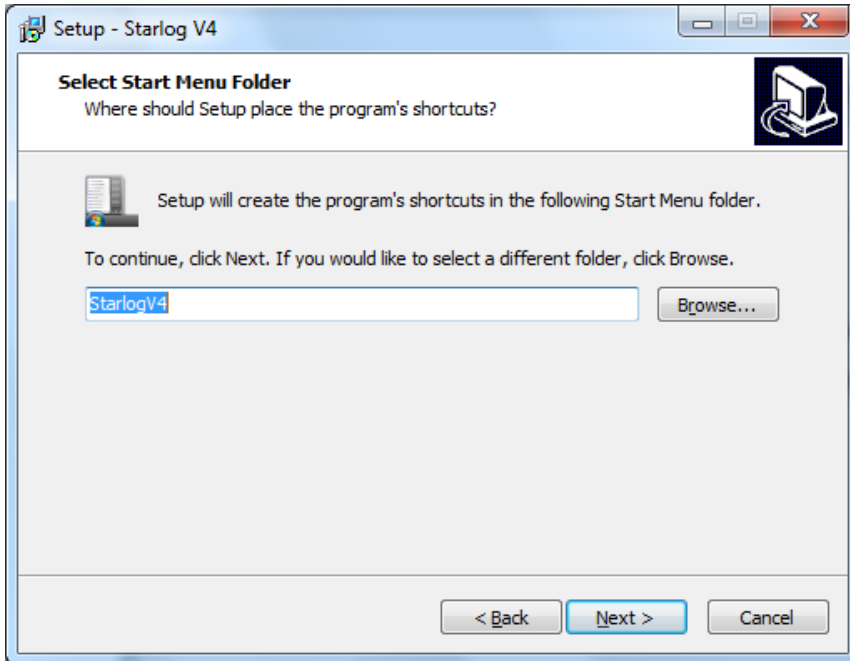 Setup - Starlog V4
Select Start Menu Folder
Where should Setup place the program's shortcuts?
Setup will create the program's shortcuts in the following Start Menu folder.
To continue, click Next. If you would like to select a different folder, click Browse.
StarlogV4
Browse...
< Back
Next >
Cancel